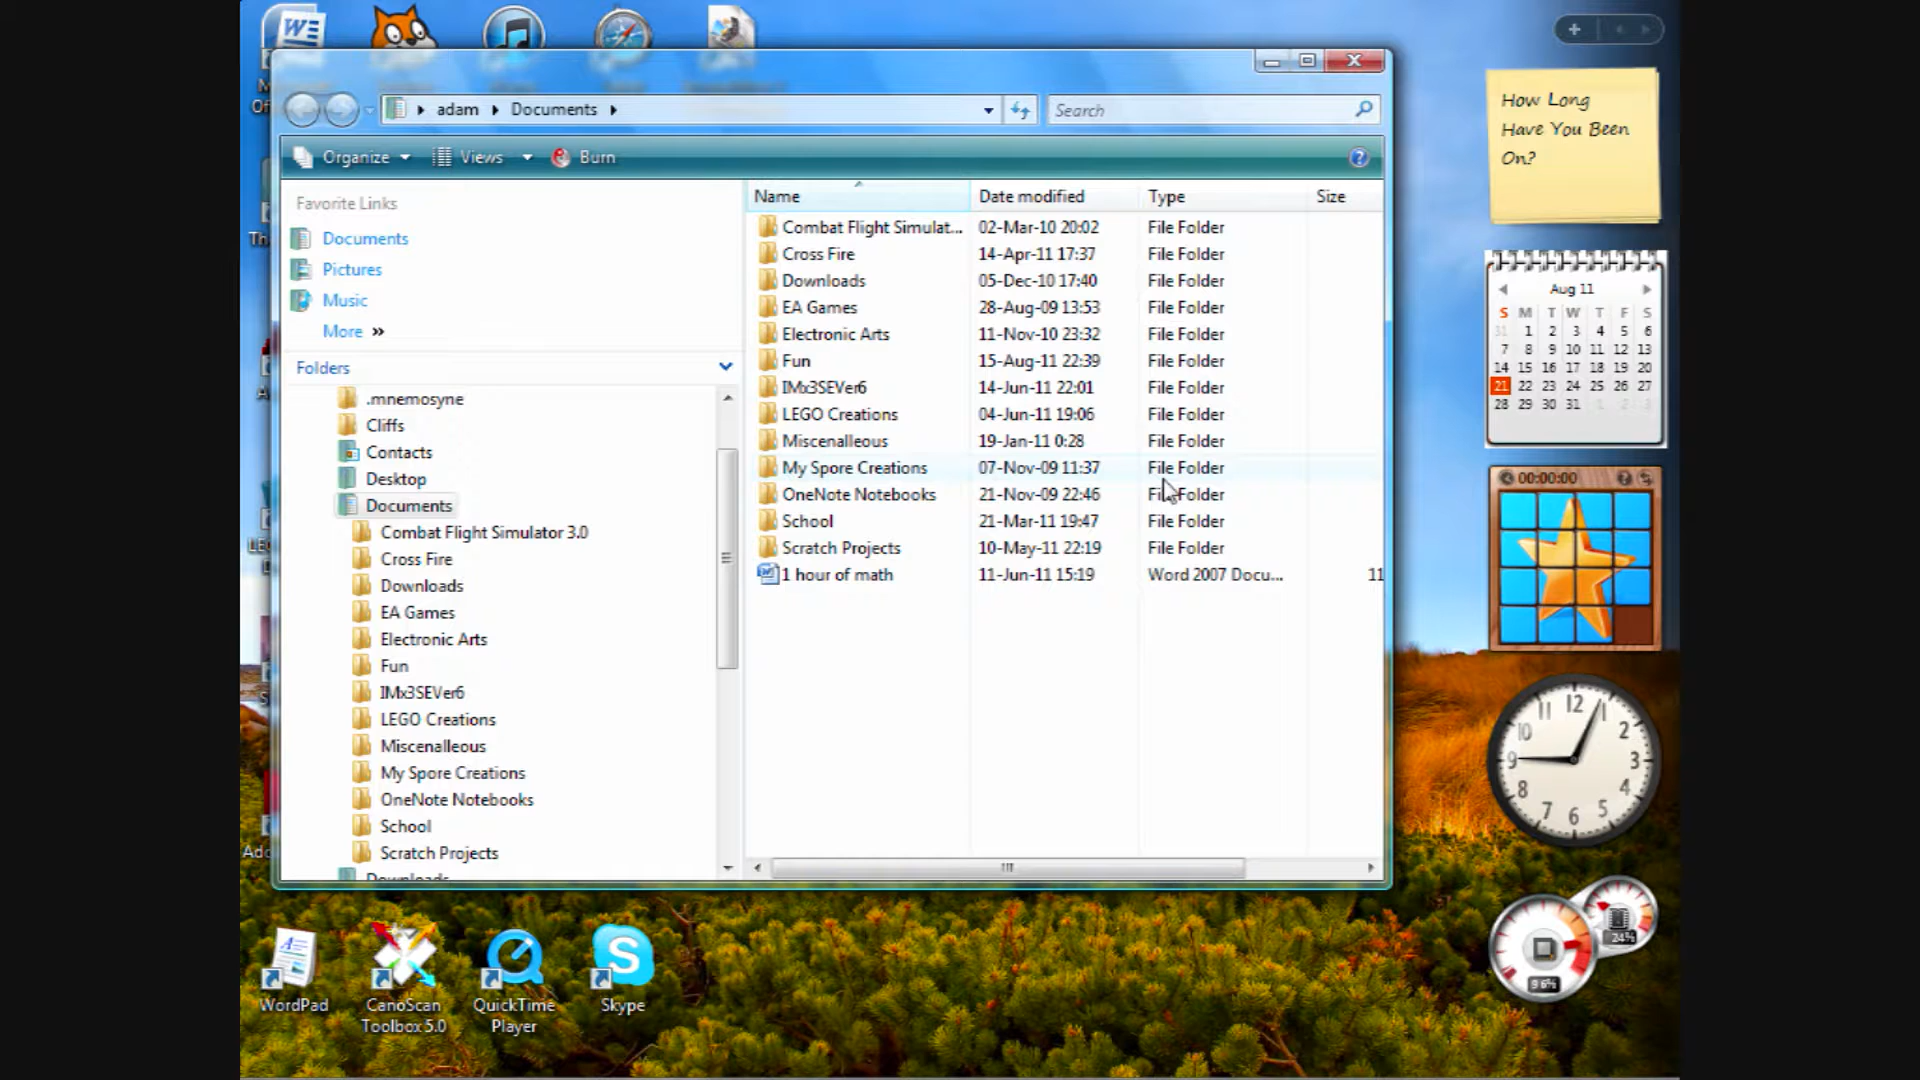 adam
Documents
Search
Organize
Views
Burn
Favorite Links
Documents
Pictures
Music
More »
Folders
.mnemosyne
Cliffs
Contacts
Desktop
Documents
Combat Flight Simulator 3.0
Cross Fire
Downloads
EA Games
Electronic Arts
Fun
IMx3SEVer6
LEGO Creations
Miscenalleous
My Spore Creations
OneNote Notebooks
School
Scratch Projects
Downloads
Name Date modified Type Size
Combat Flight Simulat... 02-Mar-10 20:02 File Folder
Cross Fire 14-Apr-11 17:37 File Folder
Downloads 05-Dec-10 17:40 File Folder
EA Games 28-Aug-09 13:53 File Folder
Electronic Arts 11-Nov-10 23:32 File Folder
Fun 15-Aug-11 22:39 File Folder
IMx3SEVer6 14-Jun-11 22:01 File Folder
LEGO Creations 04-Jun-11 19:06 File Folder
Miscenalleous 19-Jan-11 0:28 File Folder
My Spore Creations 07-Nov-09 11:37 File Folder
OneNote Notebooks 21-Nov-09 22:46 File Folder
School 21-Mar-11 19:47 File Folder
Scratch Projects 10-May-11 22:19 File Folder
1 hour of math 11-Jun-11 15:19 Word 2007 Docu... 11
WordPad
CanoScan
Toolbox 5.0
QuickTime
Player
Skype
How Long
Have You Been
On?
Aug 11
S M T W T F S
31 1 2 3 4 5 6
7 8 9 10 11 12 13
14 15 16 17 18 19 20
21 22 23 24 25 26 27
28 29 30 31 1 2 3
00:00:00
12 1 2 3 4 5 6 7 8 9 10 11
24%
96%